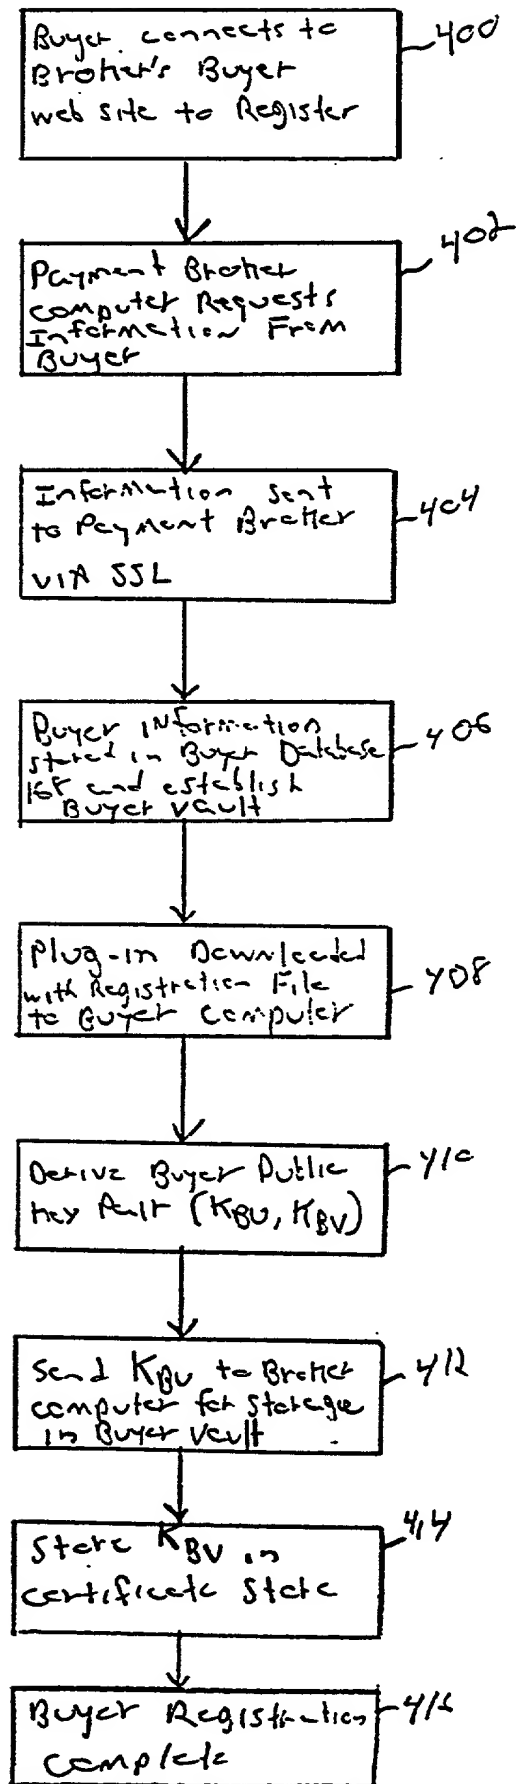 Buyer connects to
Broker's Buyer
web site to Register
400
Payment Broker
computer Requests
Information From
Buyer
402
Information sent
to Payment Broker
via SSL
404
Buyer Information
stored in Buyer Database
168 and establish
Buyer vault
406
Plug-in Downloaded
with Registration File
to Buyer Computer
408
Derive Buyer Public
Key Pair (KBU, KBV)
410
Send KBU to Broker
computer for Storage
in Buyer Vault
412
Store KBV in
certificate Store
414
Buyer Registration
complete
416